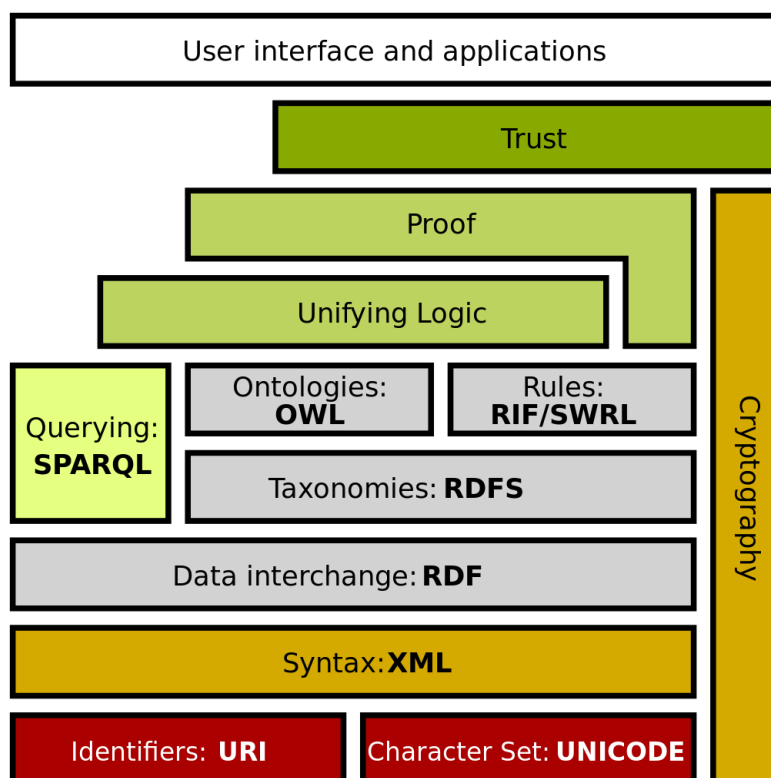 User interface and applications
Trust
Proof
Unifying Logic
Querying:
SPARQL
Ontologies:
OWL
Rules:
RIF/SWRL
Taxonomies: RDFS
Cryptography
Data interchange: RDF
Syntax: XML
Identifiers: URI
Character Set: UNICODE